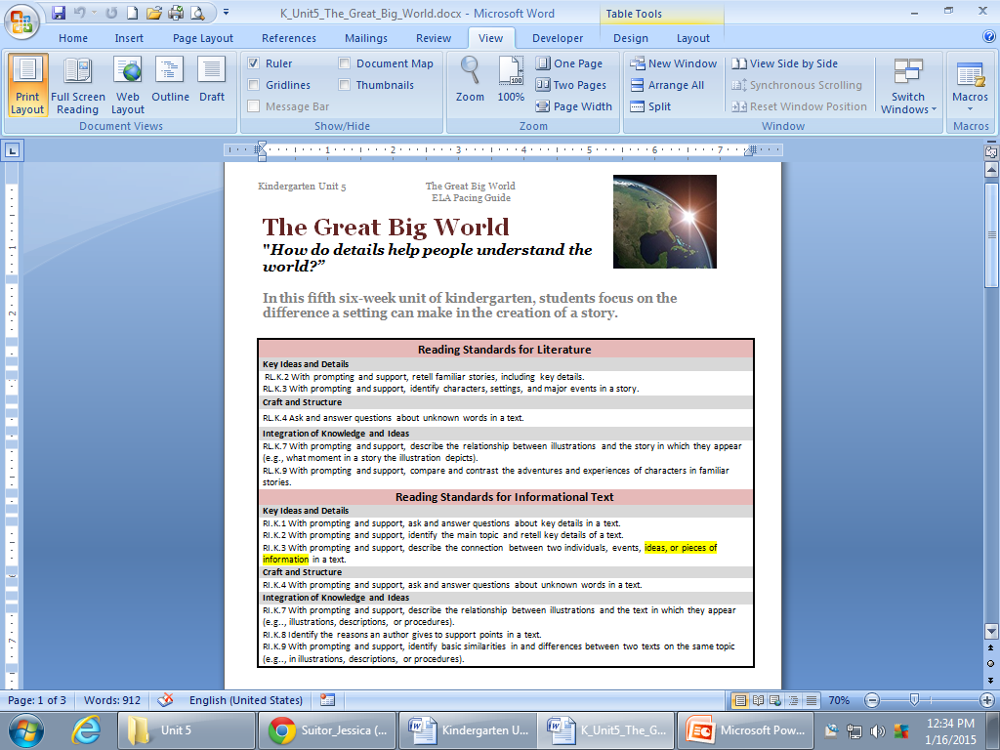 K_Unit5_The_Great_Big_World.docx - Microsoft Word
Table Tools
Home Insert Page Layout References Mailings Review View Developer Design Layout
Print Layout
Full Screen Reading
Web Layout
Outline
Draft
Document Views
Ruler
Gridlines
Message Bar
Document Map
Thumbnails
Show/Hide
Zoom
100%
One Page
Two Pages
Page Width
Zoom
New Window
Arrange All
Split
View Side by Side
Synchronous Scrolling
Reset Window Position
Switch Windows
Window
Macros
Macros
1 2 3 4 5 6 7
Kindergarten Unit 5
The Great Big World
ELA Pacing Guide
The Great Big World
"How do details help people understand the
world?”
In this fifth six-week unit of kindergarten, students focus on the
difference a setting can make in the creation of a story.
Reading Standards for Literature
Key Ideas and Details
RL.K.2 With prompting and support, retell familiar stories, including key details.
RL.K.3 With prompting and support, identify characters, settings, and major events in a story.
Craft and Structure
RL.K.4 Ask and answer questions about unknown words in a text.
Integration of Knowledge and Ideas
RL.K.7 With prompting and support, describe the relationship between illustrations and the story in which they appear
(e.g., what moment in a story the illustration depicts).
RL.K.9 With prompting and support, compare and contrast the adventures and experiences of characters in familiar
stories.
Reading Standards for Informational Text
Key Ideas and Details
RI.K.1 With prompting and support, ask and answer questions about key details in a text.
RI.K.2 With prompting and support, identify the main topic and retell key details of a text.
RI.K.3 With prompting and support, describe the connection between two individuals, events, ideas, or pieces of
information in a text.
Craft and Structure
RI.K.4 With prompting and support, ask and answer questions about unknown words in a text.
Integration of Knowledge and Ideas
RI.K.7 With prompting and support, describe the relationship between illustrations and the text in which they appear
(e.g.., illustrations, descriptions, or procedures).
RI.K.8 Identify the reasons an author gives to support points in a text.
RI.K.9 With prompting and support, identify basic similarities in and differences between two texts on the same topic
(e.g.., in illustrations, descriptions, or procedures).
Page: 1 of 3 Words: 912 English (United States) 70%
Unit 5
Suitor_Jessica (...
Kindergarten U...
K_Unit5_The_G...
Microsoft Pow...
12:34 PM
1/16/2015